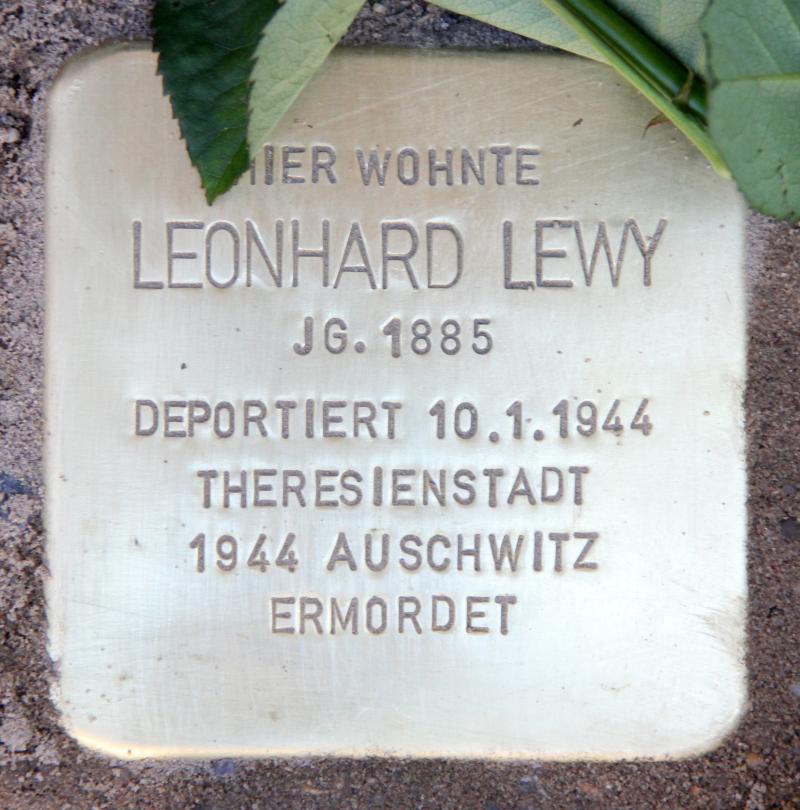 HIER WOHNTE
LEONHARD LEWY
JG. 1885
DEPORTIERT 10.1.1944
THERESIENSTADT
1944 AUSCHWITZ
ERMORDET